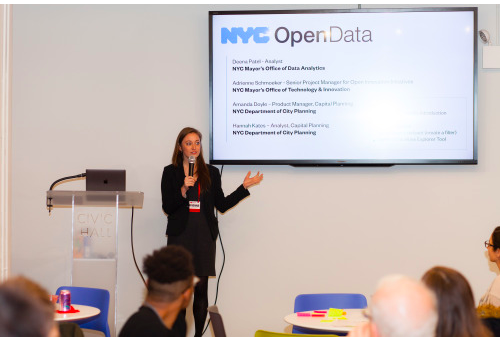 NYC OpenData
Deena Patel - Analyst
NYC Mayor's Office of Data Analytics
Adrienne Schmoeker - Senior Project Manager for
NYC Mayor's Office of Technology & Innovation
Amanda Doyle - Product Manager, Capital Planning
NYC Department of City Planning
Hannah Kates - Analyst, Capital Planning
NYC Department of City Planning
CIVIC
HALL